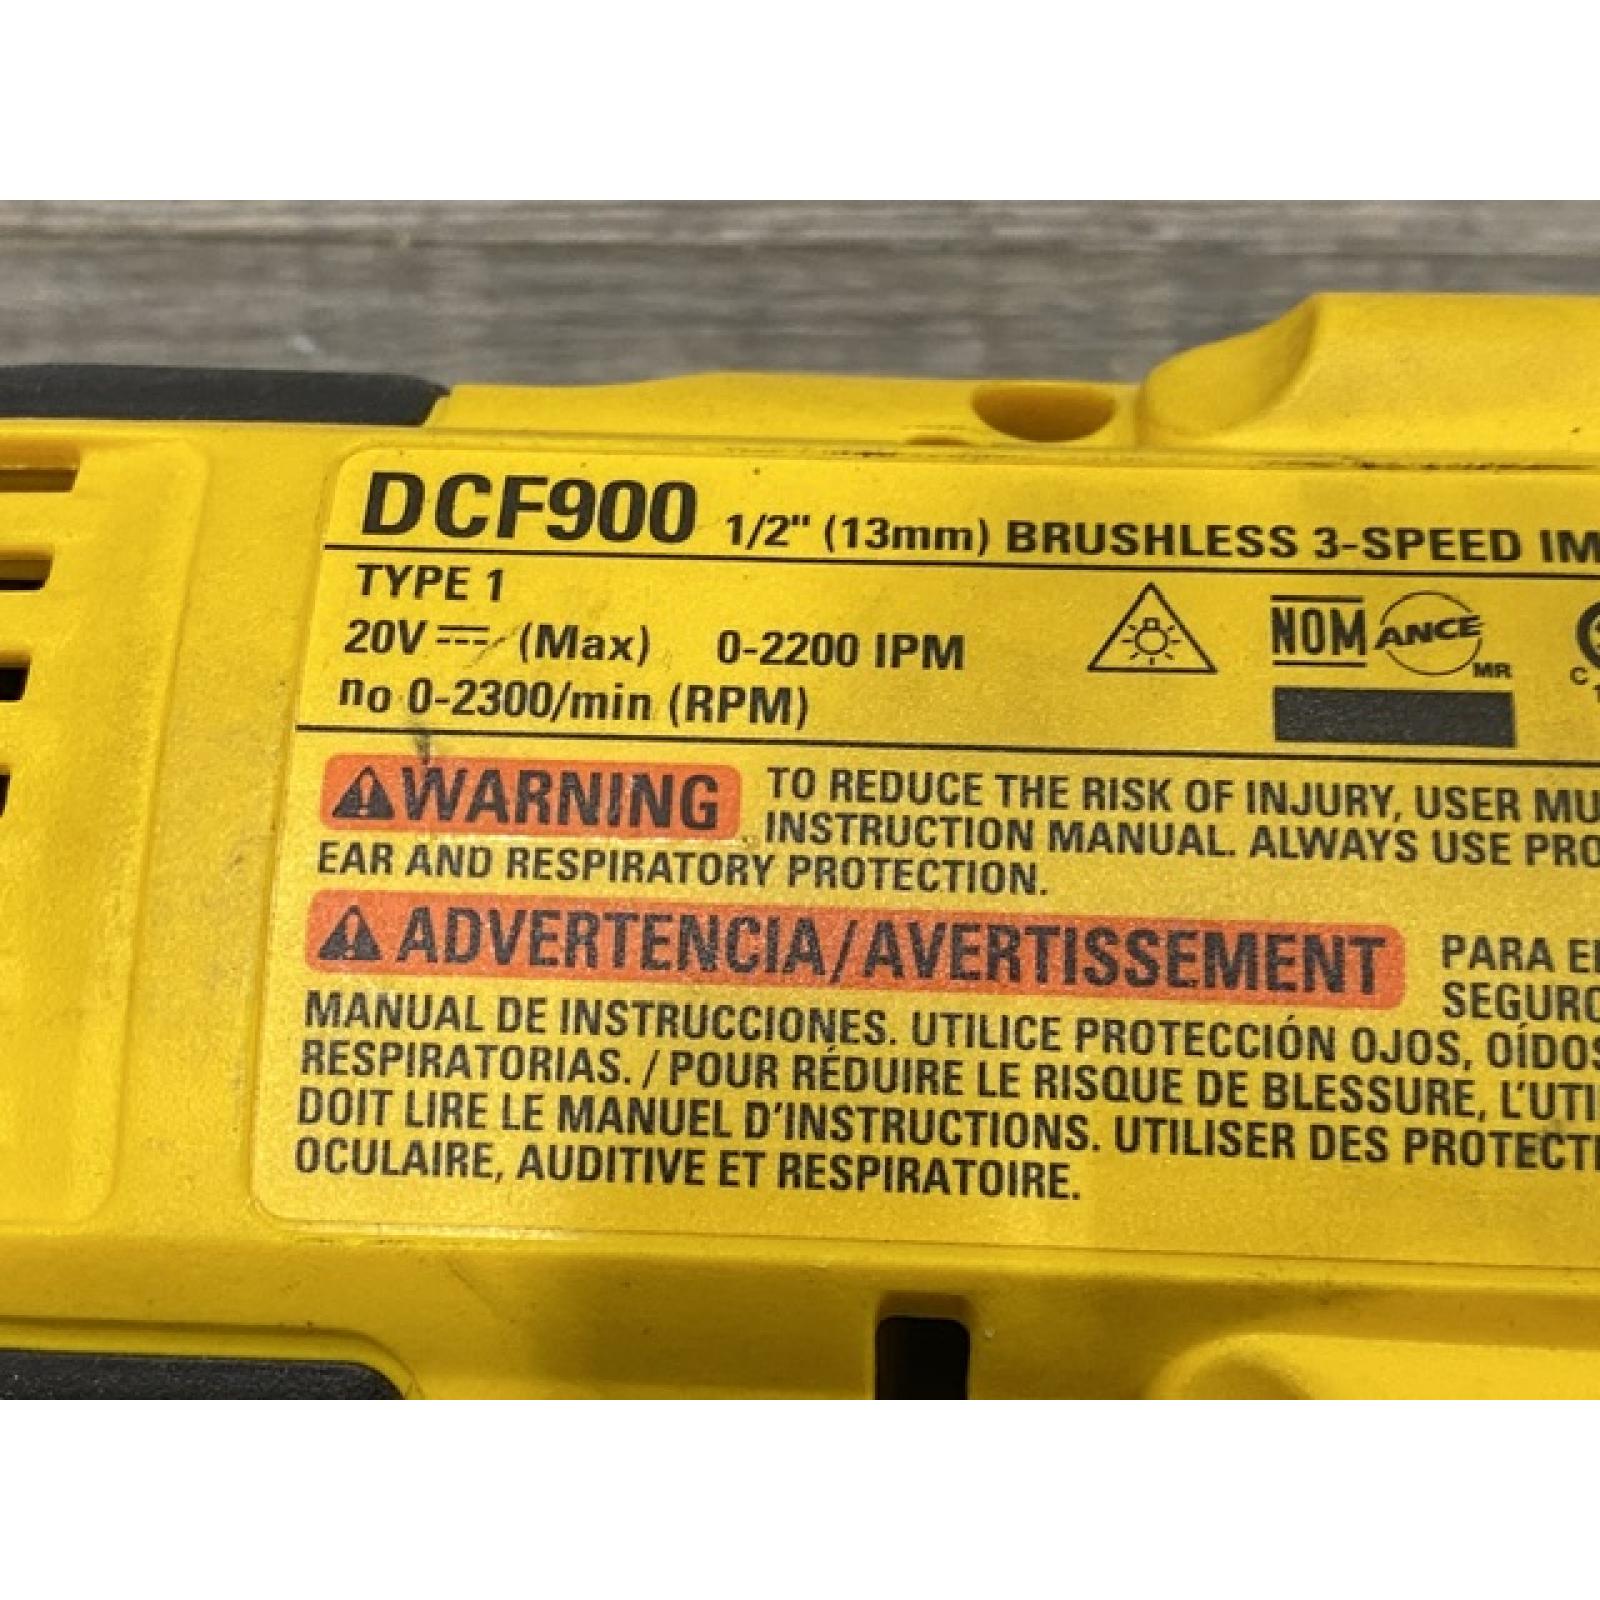 DCF900 1/2" (13mm) BRUSHLESS 3-SPEED IM
TYPE 1
20V (Max) 0-2200 IPM
no 0-2300/min (RPM)
NOM ANCE MR
C
WARNING TO REDUCE THE RISK OF INJURY, USER MU
INSTRUCTION MANUAL. ALWAYS USE PRO
EAR AND RESPIRATORY PROTECTION.
ADVERTENCIA/AVERTISSEMENT PARA EL
SEGURO
MANUAL DE INSTRUCCIONES. UTILICE PROTECCIÓN OJOS, OÍDOS
RESPIRATORIAS. / POUR RÉDUIRE LE RISQUE DE BLESSURE, L'UTI
DOIT LIRE LE MANUEL D'INSTRUCTIONS. UTILISER DES PROTECTI
OCULAIRE, AUDITIVE ET RESPIRATOIRE.